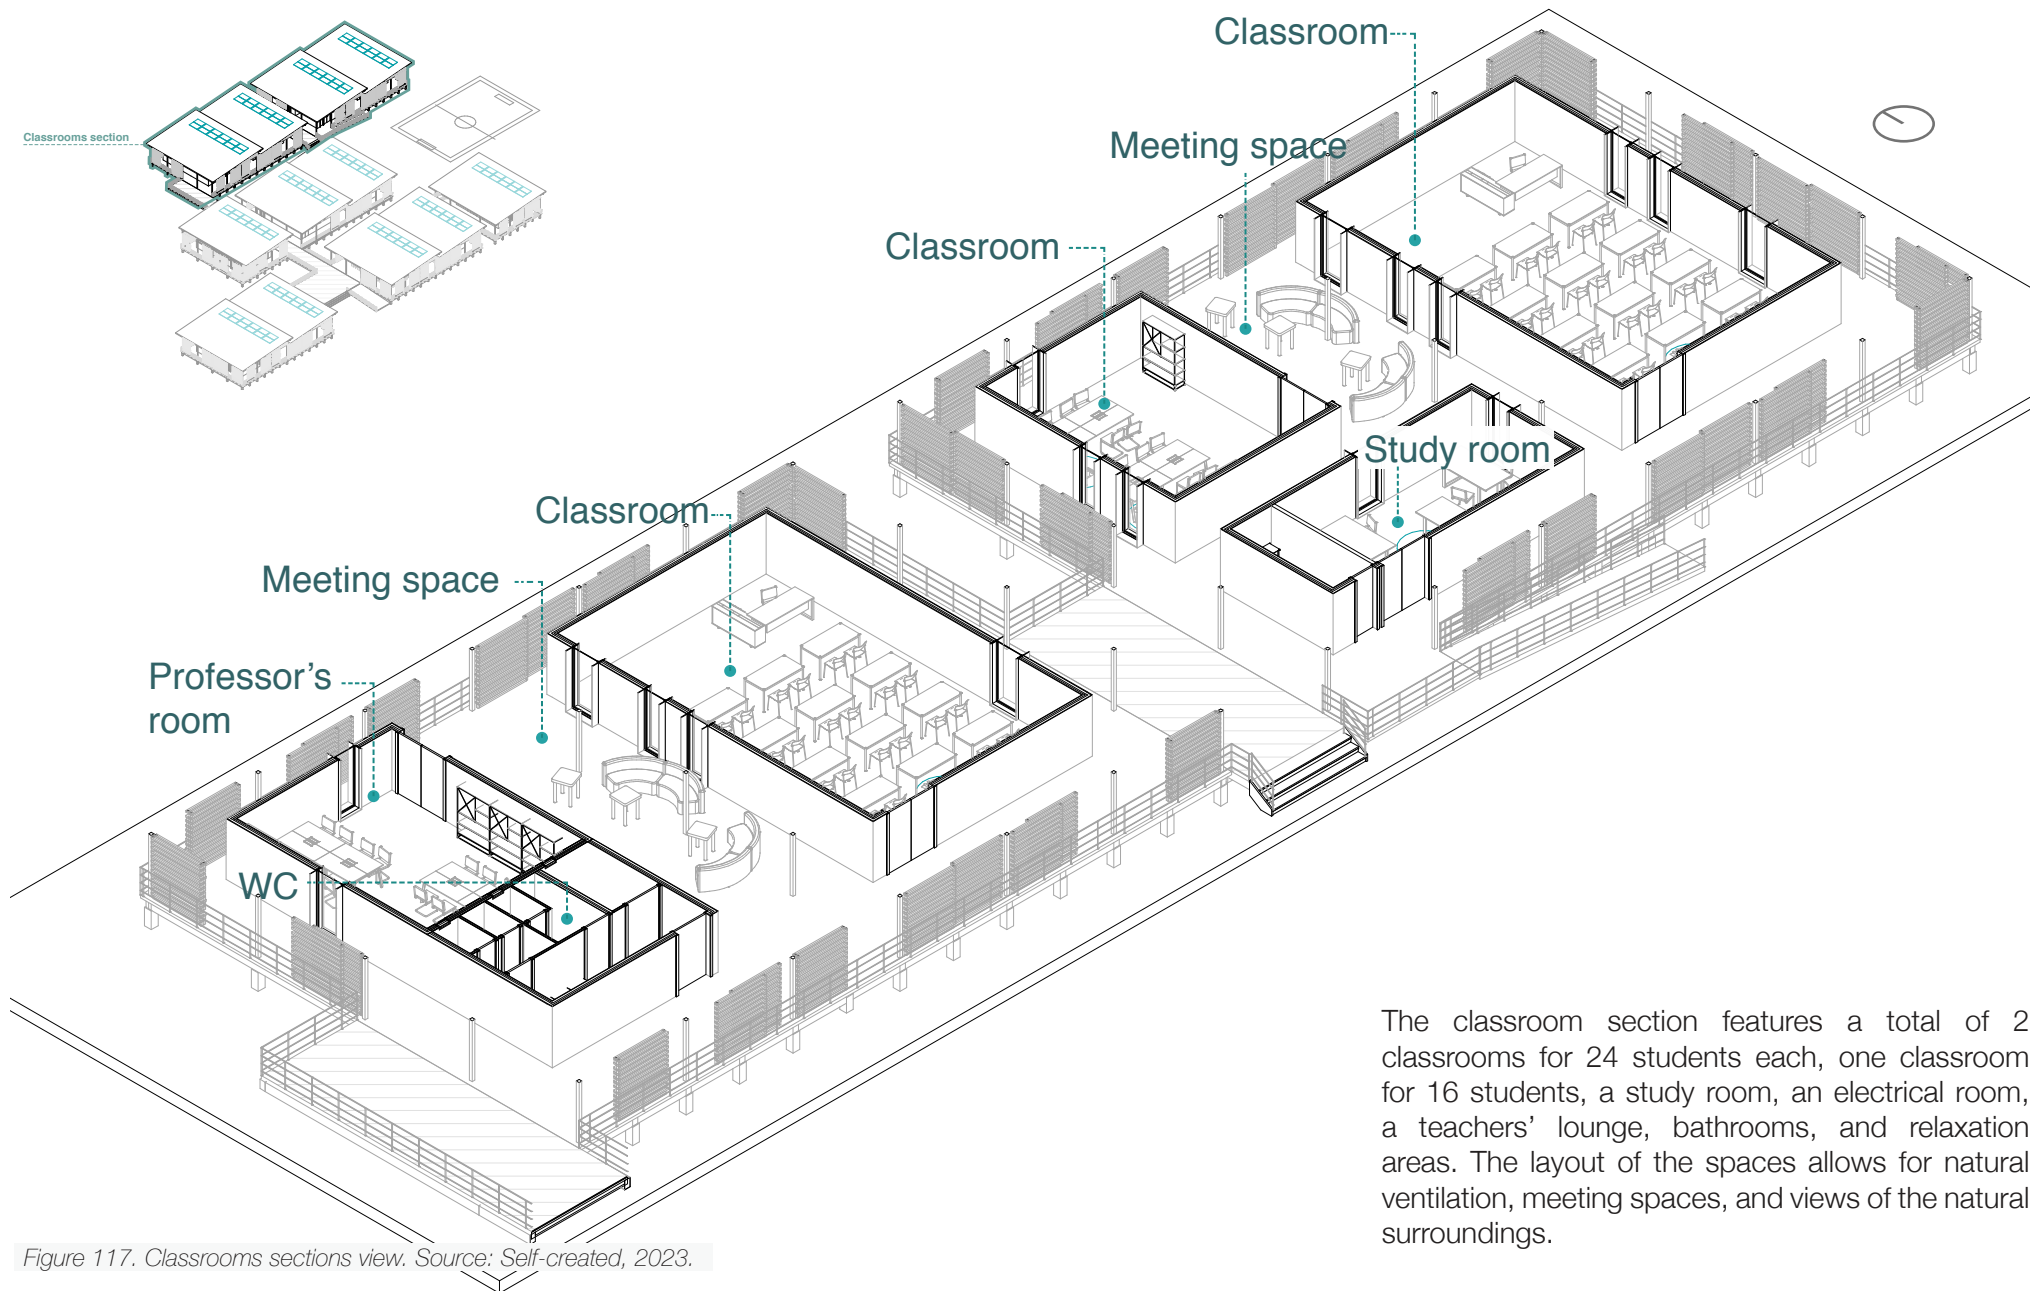 Classroom
Classrooms section
Meeting space
Classroom
Study room
Classroom
Meeting space
Professor's
room
WC
The classroom section features a total of 2
classrooms for 24 students each, one classroom
for 16 students, a study room, an electrical room,
a teachers' lounge, bathrooms, and relaxation
areas. The layout of the spaces allows for natural
ventilation, meeting spaces, and views of the natural
surroundings.
Figure 117. Classrooms sections view. Source: Self-created, 2023.